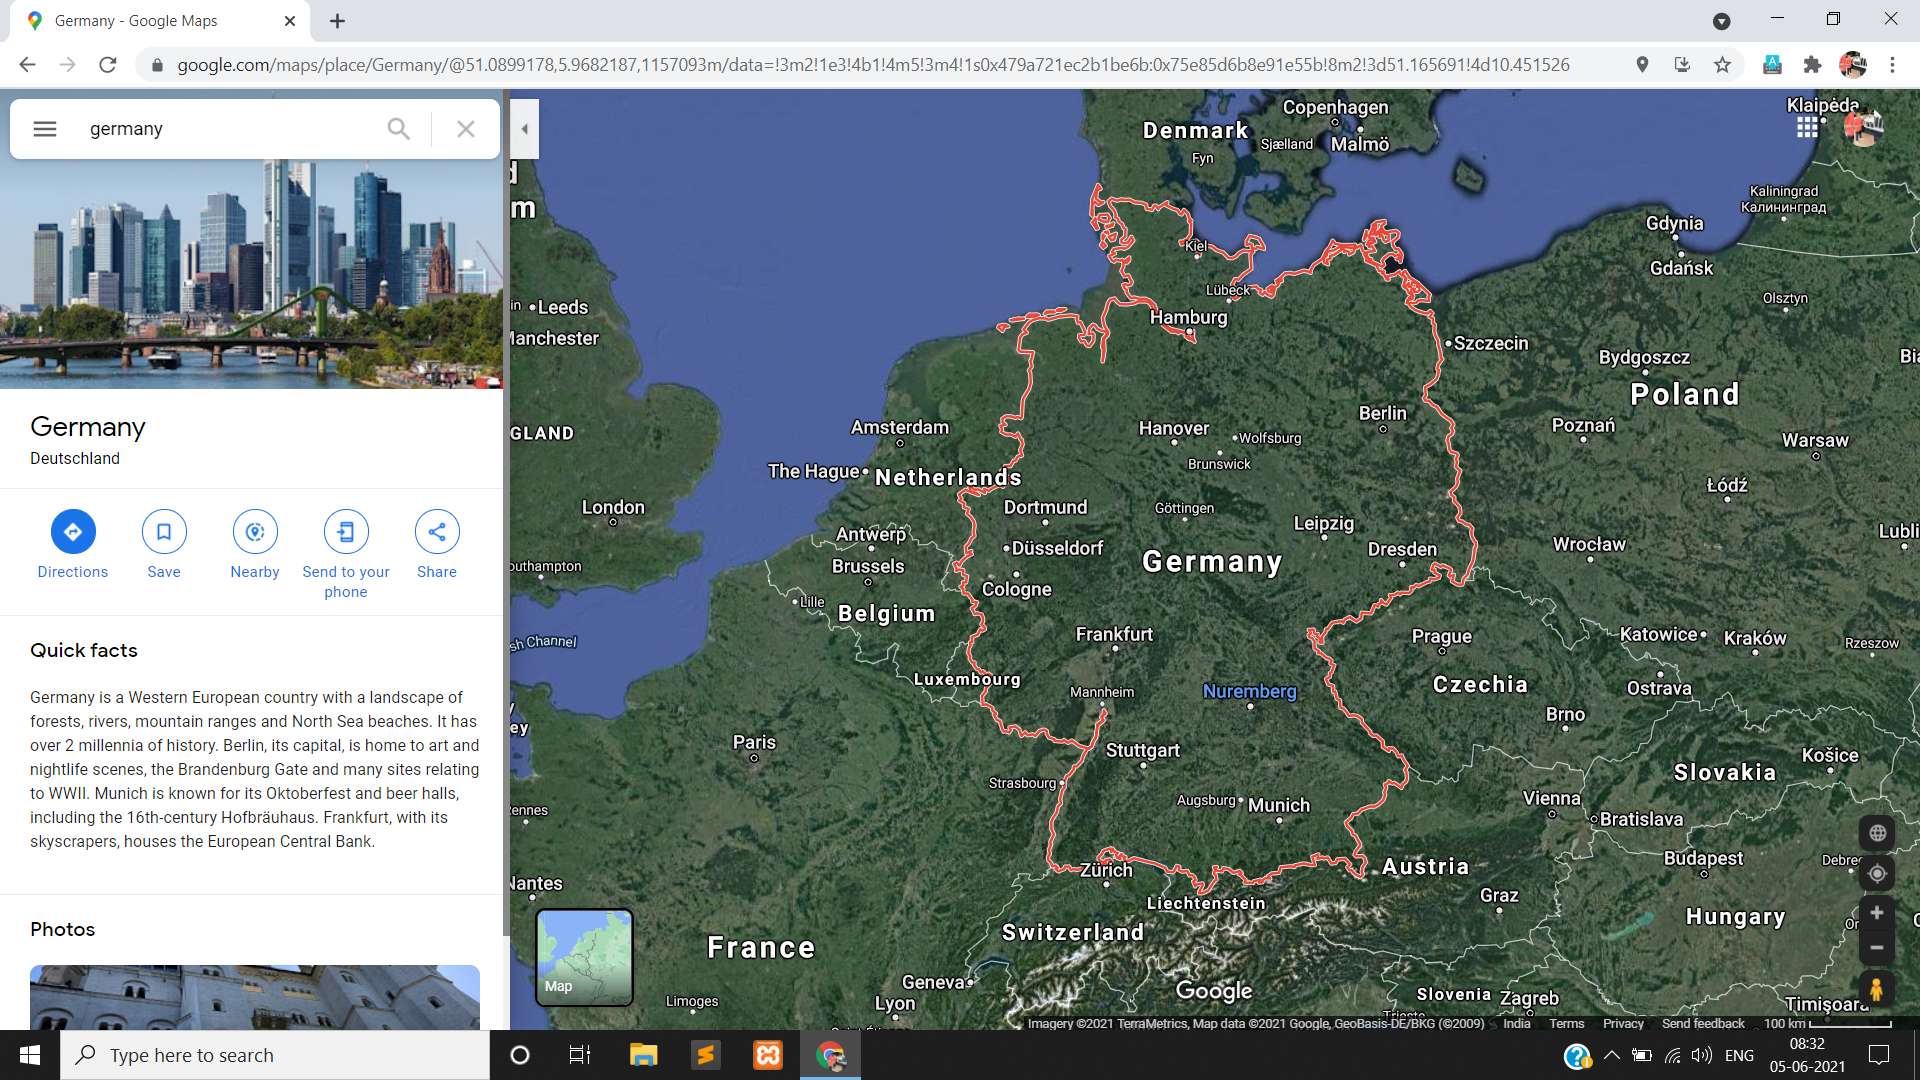 Germany - Google Maps
google.com/maps/place/Germany/@51.0899178,5.9682187,1157093m/data=!3m2!1e3!4b1!4m5!3m4!1s0x479a721ec2b1be6b:0x75e85d6b8e91e55b!8m2!3d51.165691!4d10.451526
germany
Germany
Deutschland
Directions
Save
Nearby
Send to your
phone
Share
Quick facts
Germany is a Western European country with a landscape of
forests, rivers, mountain ranges and North Sea beaches. It has
over 2 millennia of history. Berlin, its capital, is home to art and
nightlife scenes, the Brandenburg Gate and many sites relating
to WWII. Munich is known for its Oktoberfest and beer halls,
including the 16th-century Hofbräuhaus. Frankfurt, with its
skyscrapers, houses the European Central Bank.
Photos
Copenhagen
Klaipėda
Denmark
Sjælland
Malmö
Fyn
m
Kaliningrad
Калининград
Gdynia
Kiel
Gdańsk
Lübeck
Olsztyn
in
Leeds
Manchester
Hamburg
Szczecin
Bydgoszcz
Poland
Berlin
Amsterdam
Hanover
Wolfsburg
Poznań
Warsaw
GLAND
Brunswick
The Hague
Netherlands
London
Dortmund
Göttingen
Łódź
Leipzig
Antwerp
Düsseldorf
Dresden
Wrocław
Lubli
Germany
outhampton
Brussels
Cologne
Lille
Belgium
sh Channel
Frankfurt
Prague
Katowice
Kraków
Rzeszow
Luxembourg
Mannheim
Nuremberg
Czechia
Ostrava
ey
Brno
Paris
Stuttgart
Košice
Strasbourg
Slovakia
Augsburg
Munich
Vienna
ennes
Bratislava
Budapest
Debrec
Zürich
Austria
Nantes
Liechtenstein
Graz
Hungary
Switzerland
France
Or
Map
Geneva
Google
Slovenia
Zagreb
Lyon
Limoges
Timișoara
Trieste
Imagery ©2021 TerraMetrics, Map data ©2021 Google, GeoBasis-DE/BKG (©2009)
India
Terms
Privacy
Send feedback
100 km
Type here to search
ENG
08:32
05-06-2021